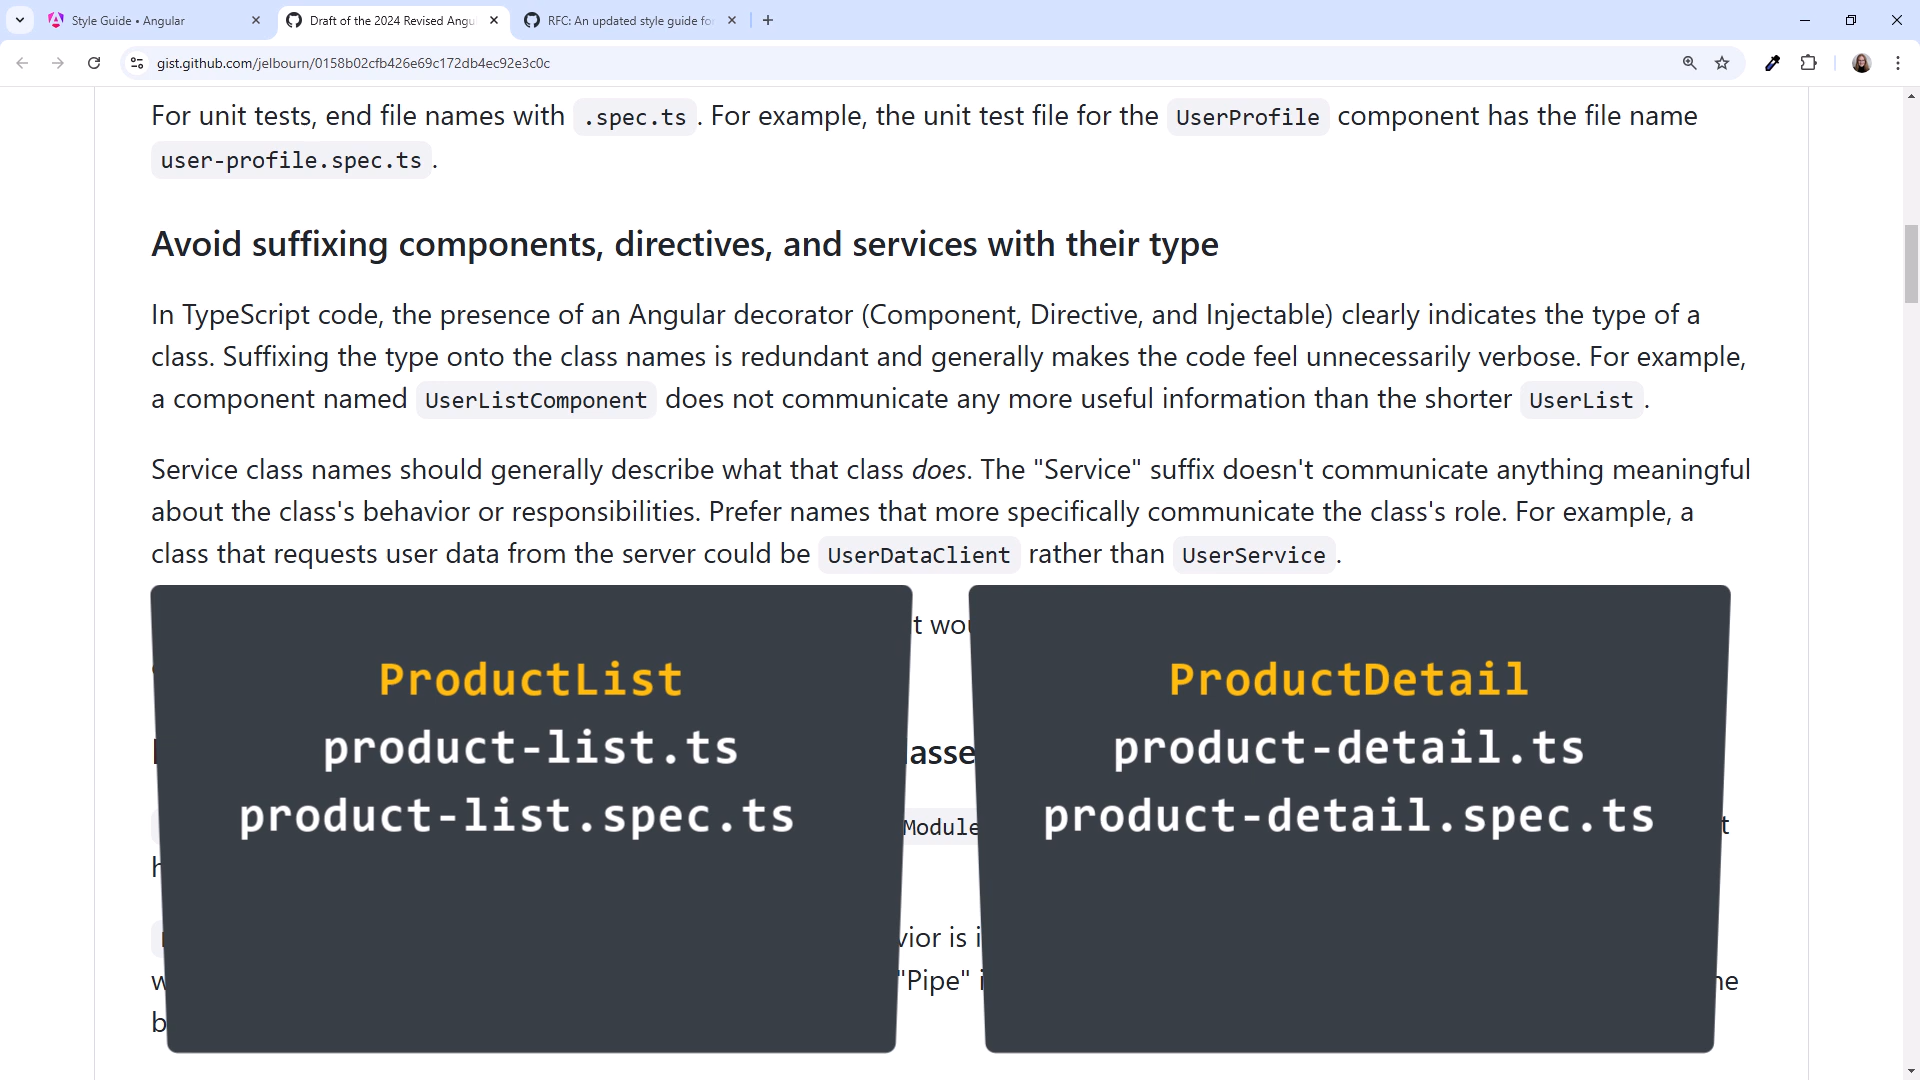 Style Guide • Angular
Draft of the 2024 Revised Angu
RFC: An updated style guide fo
gist.github.com/jelbourn/0158b02cfb426e69c172db4ec92e3c0c
For unit tests, end file names with .spec.ts. For example, the unit test file for the UserProfile component has the file name
user-profile.spec.ts.
Avoid suffixing components, directives, and services with their type
In TypeScript code, the presence of an Angular decorator (Component, Directive, and Injectable) clearly indicates the type of a
class. Suffixing the type onto the class names is redundant and generally makes the code feel unnecessarily verbose. For example,
a component named UserListComponent does not communicate any more useful information than the shorter UserList.
Service class names should generally describe what that class does. The "Service" suffix doesn't communicate anything meaningful
about the class's behavior or responsibilities. Prefer names that more specifically communicate the class's role. For example, a
class that requests user data from the server could be UserDataClient rather than UserService.
ProductList
product-list.ts
product-list.spec.ts
ProductDetail
product-detail.ts
product-detail.spec.ts
Module
is
"Pipe"